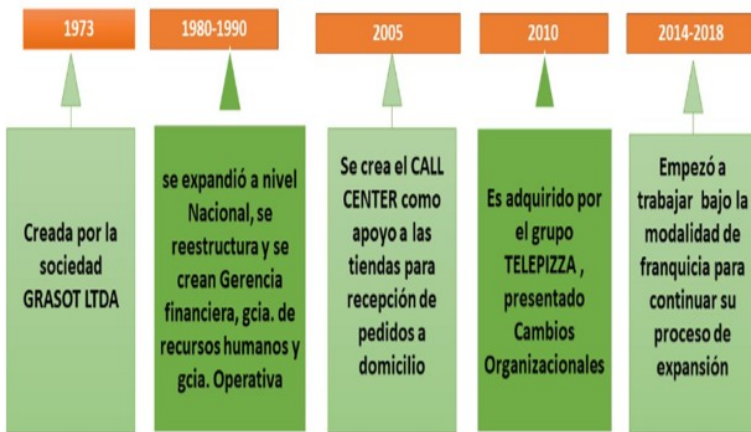 1973
Creada por la
sociedad
GRASOT LTDA
1980-1990
se expandió a nivel
Nacional, se
reestructura y se
crean Gerencia
financiera, gcia. de
recursos humanos y
gcia. Operativa
2005
Se crea el CALL
CENTER como
apoyo a las
tiendas para
recepción de
pedidos a
domicilio
2010
Es adquirido por
el grupo
TELEPIZZA ,
presentado
Cambios
Organizacionales
2014-2018
Empezó a
trabajar bajo la
modalidad de
franquicia para
continuar su
proceso de
expansión